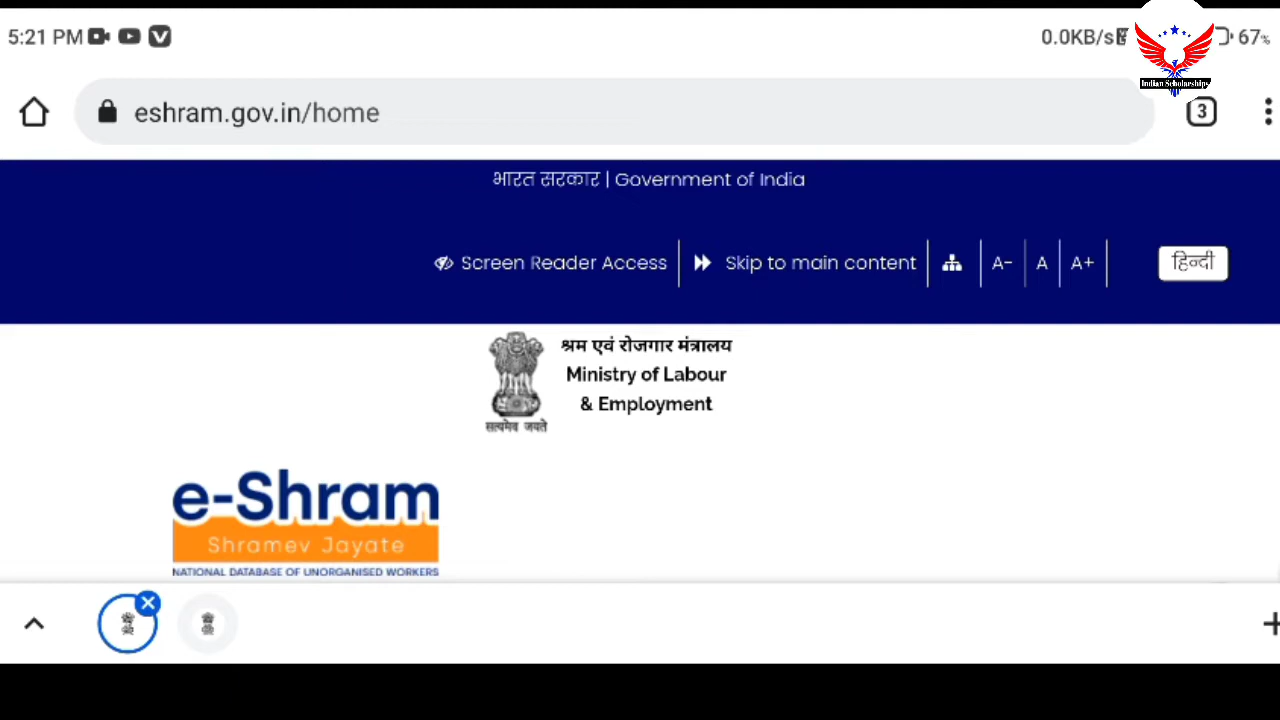 5:21 PM
0.0KB/s
67%
Indian Scholarships
eshram.gov.in/home
3
भारत सरकार | Government of India
Screen Reader Access
Skip to main content
A-
A
A+
हिन्दी
श्रम एवं रोजगार मंत्रालय
Ministry of Labour
& Employment
सत्यमेव जयते
e-Shram
Shramev Jayate
NATIONAL DATABASE OF UNORGANISED WORKERS